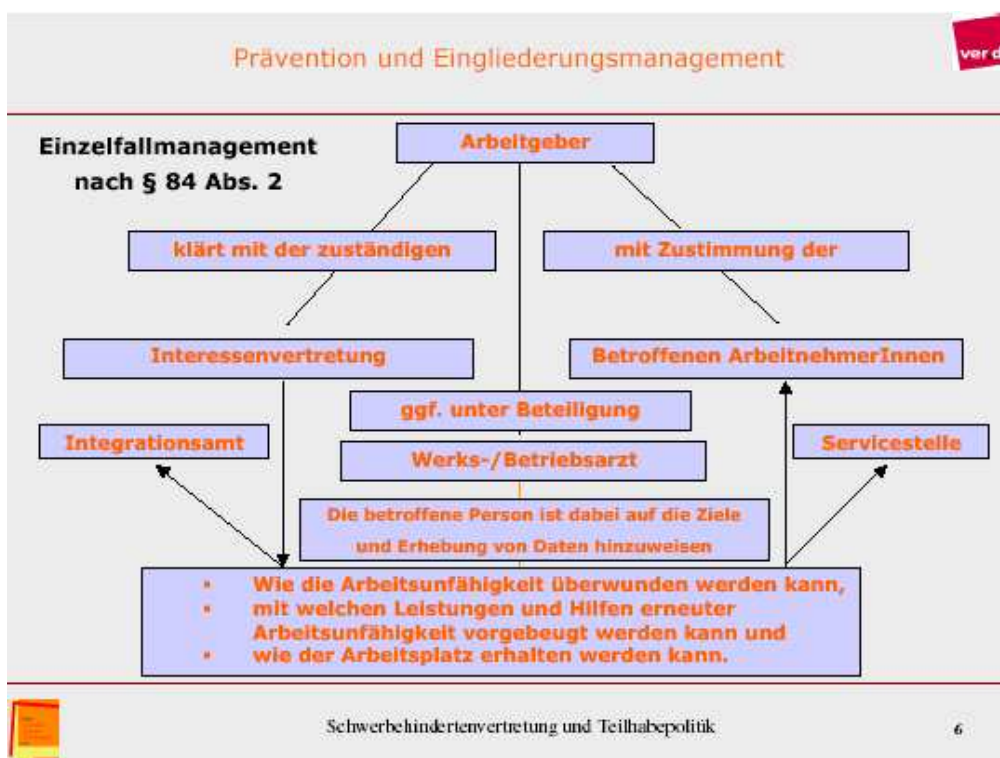 Prävention und Eingliederungsmanagement
ver d
Einzelfallmanagement
nach § 84 Abs. 2
Arbeitgeber
klärt mit der zuständigen
mit Zustimmung der
Interessenvertretung
Betroffenen ArbeitnehmerInnen
ggf. unter Beteiligung
Integrationsamt
Servicestelle
Werks-/Betriebsarzt
Die betroffene Person ist dabei auf die Ziele
und Erhebung von Daten hinzuweisen
▪ Wie die Arbeitsunfähigkeit überwunden werden kann,
▪ mit welchen Leistungen und Hilfen erneuter
Arbeitsunfähigkeit vorgebeugt werden kann und
▪ wie der Arbeitsplatz erhalten werden kann.
Schwerbehindertenvertretung und Teilhabepolitik
6